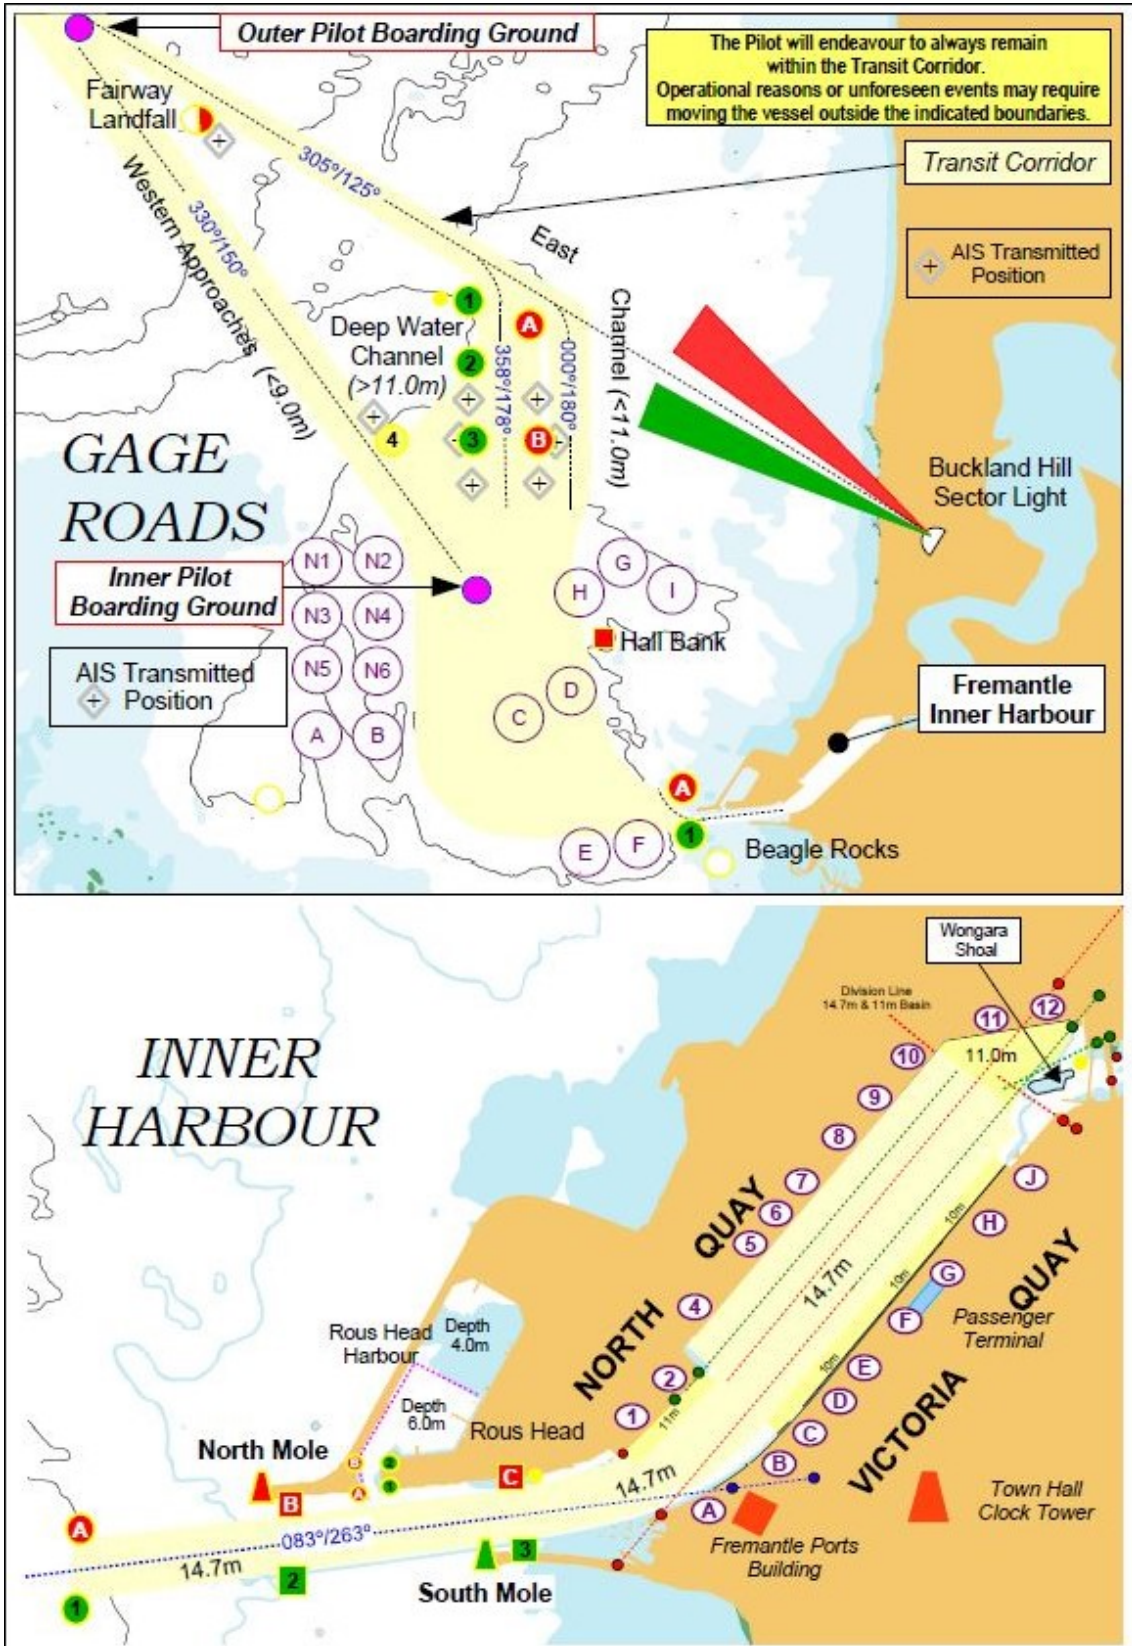 Outer Pilot Boarding Ground
The Pilot will endeavour to always remain
within the Transit Corridor.
Operational reasons or unforeseen events may require
moving the vessel outside the indicated boundaries.
Fairway
Landfall
305°/125°
Transit Corridor
Western Approaches (<9.0m)
330°/150°
East
Channel (<11.0m)
AIS Transmitted
Position
1
A
Deep Water
Channel
(>11.0m)
2
358°/178°
000°/180°
4
3
B
GAGE
ROADS
Buckland Hill
Sector Light
N1
N2
G
H
I
Inner Pilot
Boarding Ground
N3
N4
Hall Bank
AIS Transmitted
Position
N5
N6
D
C
Fremantle
Inner Harbour
A
B
A
1
E
F
Beagle Rocks
Wongara
Shoal
Division Line
14.7m & 11m Basin
INNER
HARBOUR
11
12
10
11.0m
9
8
7
6
5
4
2
1
NORTH
QUAY
J
H
G
F
E
D
C
B
A
VICTORIA
QUAY
10m
10m
10m
14.7m
Passenger
Terminal
Rous Head
Harbour
Depth
4.0m
Depth
6.0m
11m
Rous Head
North Mole
B
A
2
1
C
14.7m
A
B
083°/263°
14.7m
2
3
1
South Mole
Fremantle Ports
Building
Town Hall
Clock Tower